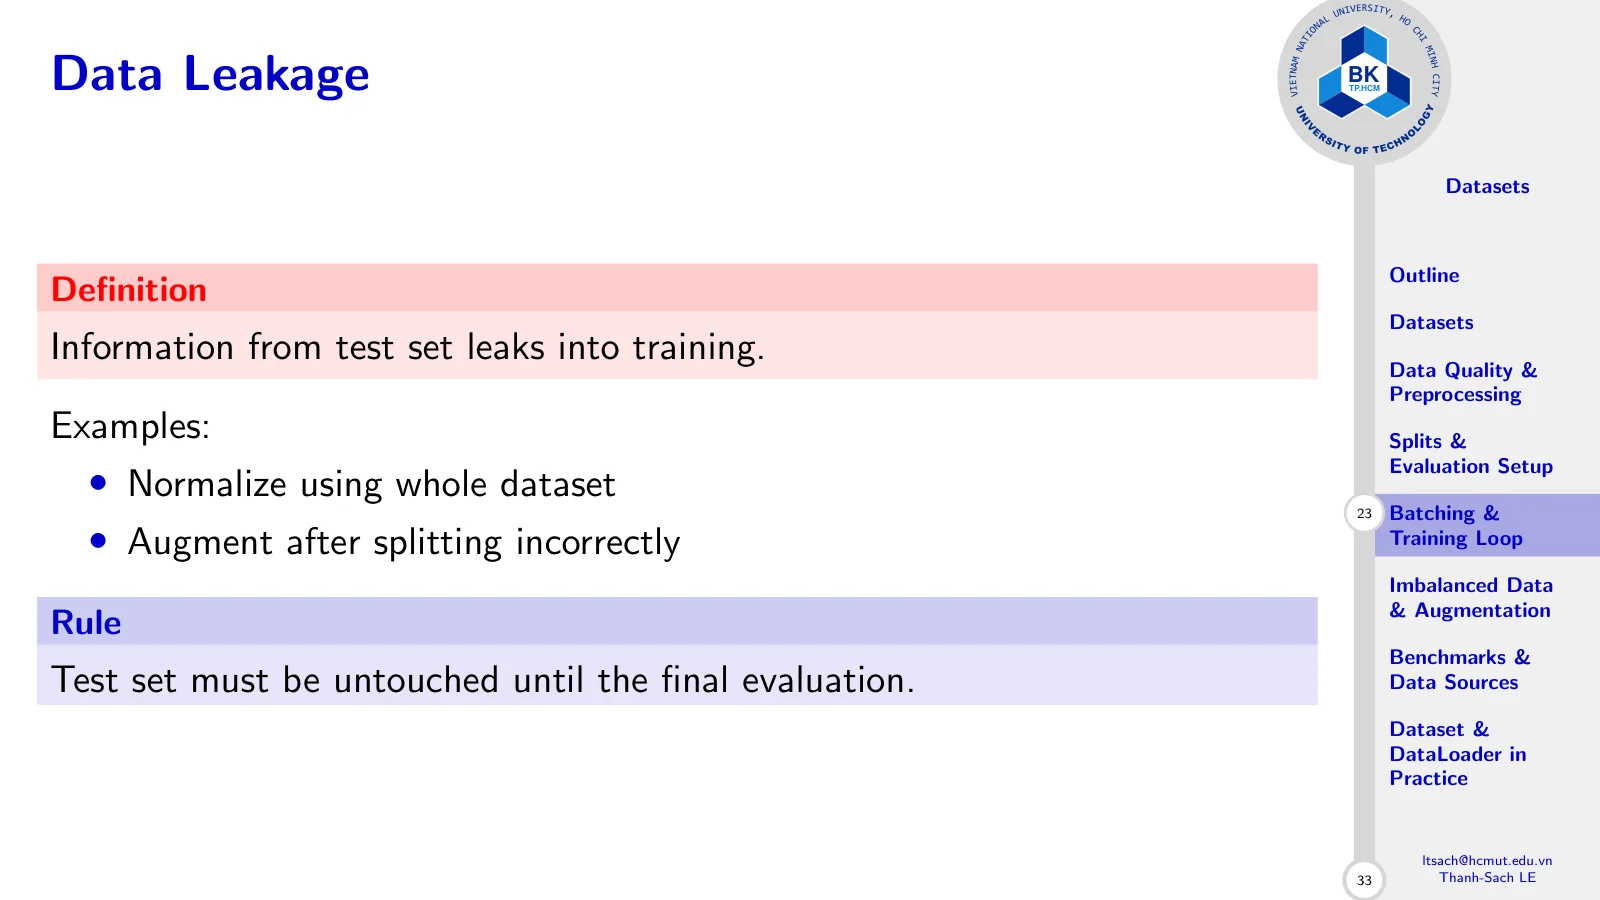 Data Leakage
Definition
Information from test set leaks into training.
Examples:
• Normalize using whole dataset
• Augment after splitting incorrectly
Rule
Test set must be untouched until the final evaluation.
VIETNAM NATIONAL UNIVERSITY, HO CHI MINH CITY
BK
TP.HCM
UNIVERSITY OF TECHNOLOGY
Datasets
Outline
Datasets
Data Quality &
Preprocessing
Splits &
Evaluation Setup
23
Batching &
Training Loop
Imbalanced Data
& Augmentation
Benchmarks &
Data Sources
Dataset &
DataLoader in
Practice
ltsach@hcmut.edu.vn
Thanh-Sach LE
33